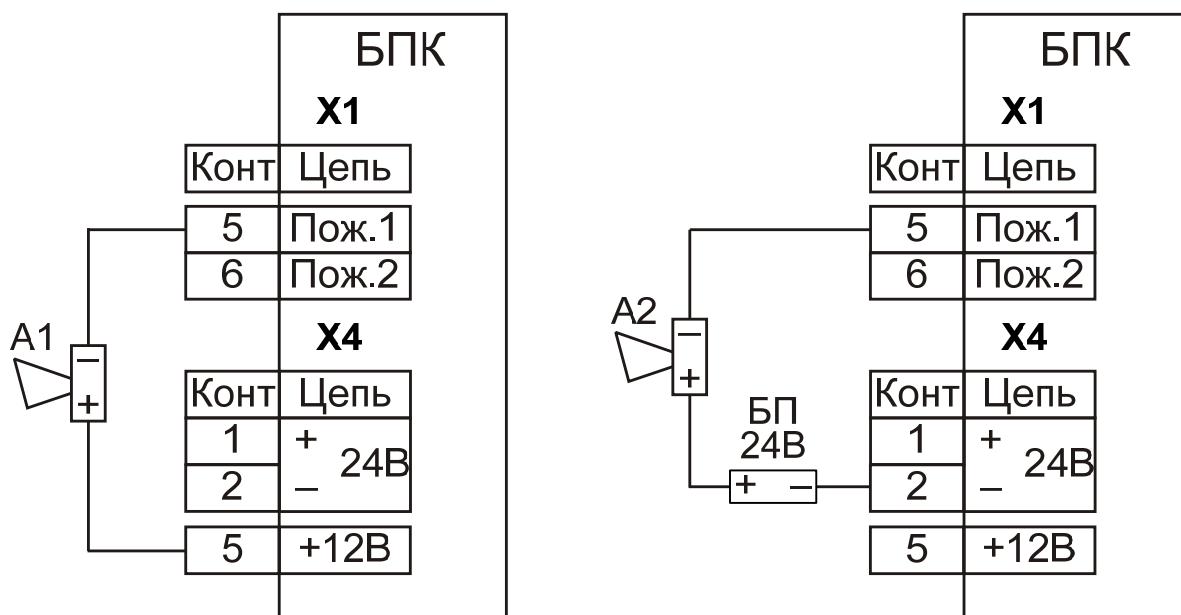 БПК
X1
Конт Цепь
5 Пож.1
6 Пож.2
A1
–
+
X4
Конт Цепь
1 +
24В
2 –
5 +12В
БПК
X1
Конт Цепь
5 Пож.1
6 Пож.2
A2
–
+
БП
24В
+ –
X4
Конт Цепь
1 +
24В
2 –
5 +12В